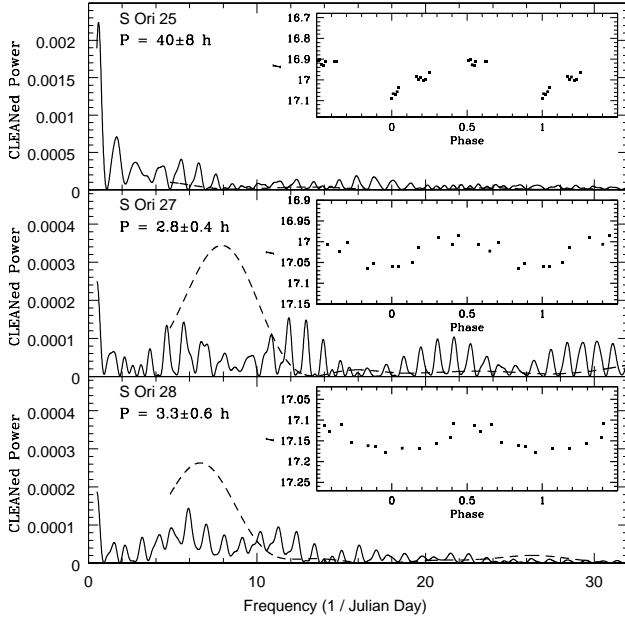 S Ori 25
P = 40±8 h
CLEANed Power
0.002
0.0015
0.001
0.0005
0
I
16.7
16.8
16.9
17
17.1
0 0.5 1
Phase
S Ori 27
P = 2.8±0.4 h
CLEANed Power
0.0004
0.0003
0.0002
0.0001
0
I
16.9
16.95
17
17.05
17.1
17.15
0 0.5 1
Phase
S Ori 28
P = 3.3±0.6 h
CLEANed Power
0.0004
0.0003
0.0002
0.0001
0
I
17.05
17.1
17.15
17.2
17.25
0 0.5 1
Phase
0 10 20 30
Frequency (1 / Julian Day)